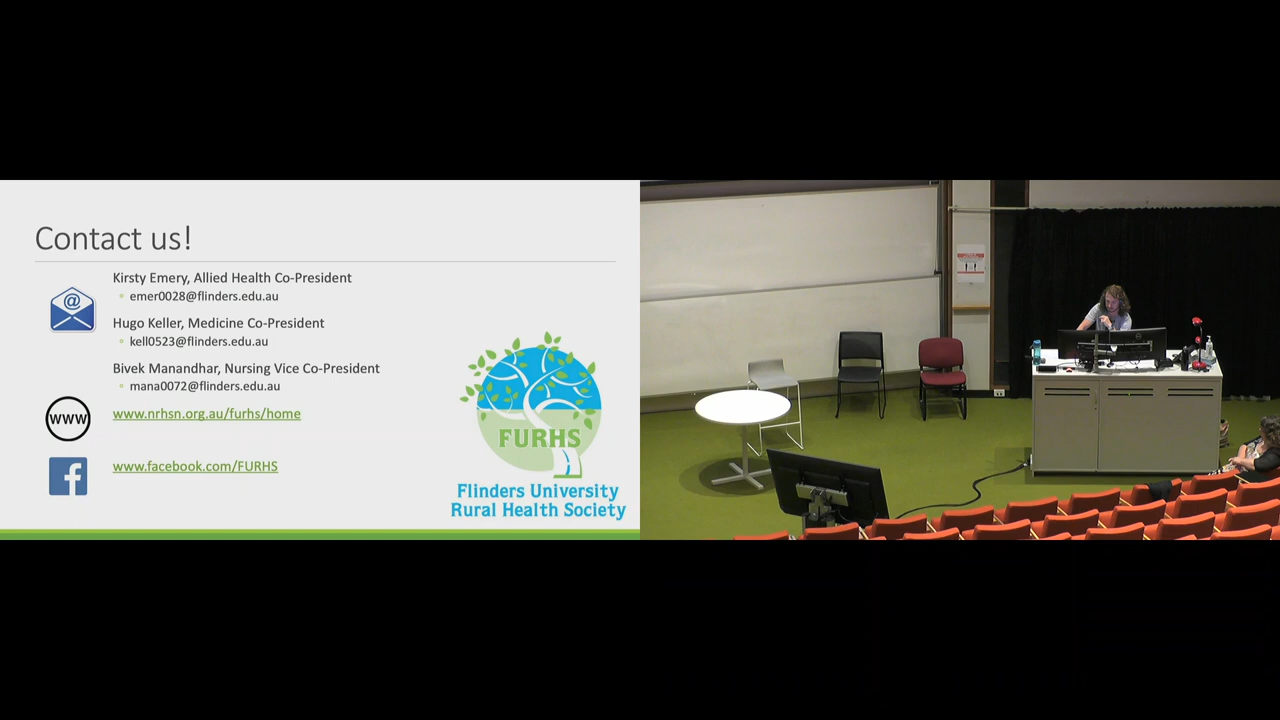 Contact us!
Kirsty Emery, Allied Health Co-President
emer0028@flinders.edu.au
Hugo Keller, Medicine Co-President
kell0523@flinders.edu.au
Bivek Manandhar, Nursing Vice Co-President
mana0072@flinders.edu.au
www
www.nrhsn.org.au/furhs/home
www.facebook.com/FURHS
FURHS
Flinders University
Rural Health Society